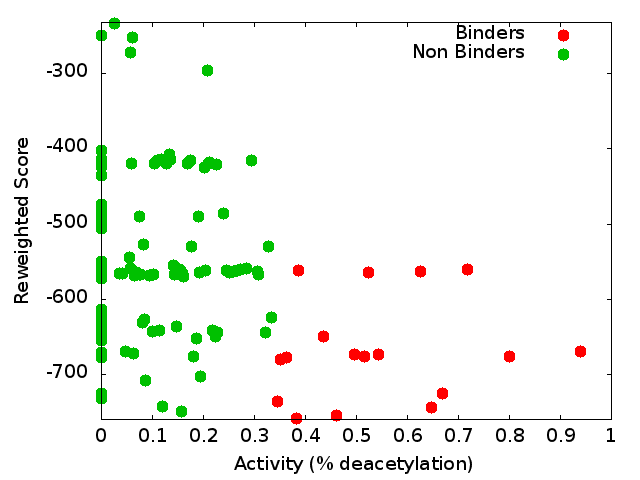 Binders
Non Binders
-300
-400
-500
-600
-700
Reweighted Score
0 0.1 0.2 0.3 0.4 0.5 0.6 0.7 0.8 0.9 1
Activity (% deacetylation)